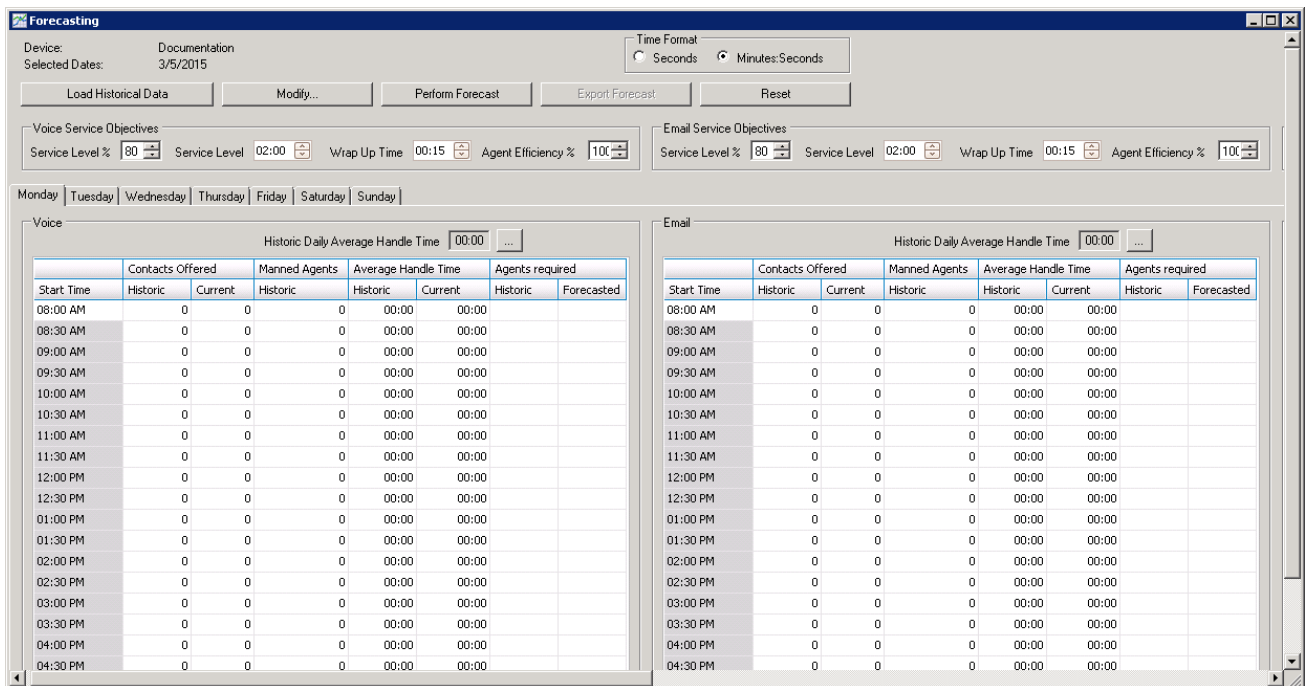 Forecasting
Device: Documentation
Selected Dates: 3/5/2015
Time Format
Seconds Minutes:Seconds
Load Historical Data Modify... Perform Forecast Export Forecast Reset
Voice Service Objectives Email Service Objectives
Service Level % 80 Service Level 02:00 Wrap Up Time 00:15 Agent Efficiency % 100 Service Level % 80 Service Level 02:00 Wrap Up Time 00:15 Agent Efficiency % 100
Monday Tuesday Wednesday Thursday Friday Saturday Sunday
Voice Email
Historic Daily Average Handle Time 00:00 ... Historic Daily Average Handle Time 00:00 ...
Contacts Offered Manned Agents Average Handle Time Agents required Contacts Offered Manned Agents Average Handle Time Agents required
Start Time Historic Current Historic Historic Current Historic Forecasted Start Time Historic Current Historic Historic Current Historic Forecasted
08:00 AM 0 0 0 00:00 00:00 08:00 AM 0 0 0 00:00 00:00
08:30 AM 0 0 0 00:00 00:00 08:30 AM 0 0 0 00:00 00:00
09:00 AM 0 0 0 00:00 00:00 09:00 AM 0 0 0 00:00 00:00
09:30 AM 0 0 0 00:00 00:00 09:30 AM 0 0 0 00:00 00:00
10:00 AM 0 0 0 00:00 00:00 10:00 AM 0 0 0 00:00 00:00
10:30 AM 0 0 0 00:00 00:00 10:30 AM 0 0 0 00:00 00:00
11:00 AM 0 0 0 00:00 00:00 11:00 AM 0 0 0 00:00 00:00
11:30 AM 0 0 0 00:00 00:00 11:30 AM 0 0 0 00:00 00:00
12:00 PM 0 0 0 00:00 00:00 12:00 PM 0 0 0 00:00 00:00
12:30 PM 0 0 0 00:00 00:00 12:30 PM 0 0 0 00:00 00:00
01:00 PM 0 0 0 00:00 00:00 01:00 PM 0 0 0 00:00 00:00
01:30 PM 0 0 0 00:00 00:00 01:30 PM 0 0 0 00:00 00:00
02:00 PM 0 0 0 00:00 00:00 02:00 PM 0 0 0 00:00 00:00
02:30 PM 0 0 0 00:00 00:00 02:30 PM 0 0 0 00:00 00:00
03:00 PM 0 0 0 00:00 00:00 03:00 PM 0 0 0 00:00 00:00
03:30 PM 0 0 0 00:00 00:00 03:30 PM 0 0 0 00:00 00:00
04:00 PM 0 0 0 00:00 00:00 04:00 PM 0 0 0 00:00 00:00
04:30 PM 0 0 0 00:00 00:00 04:30 PM 0 0 0 00:00 00:00